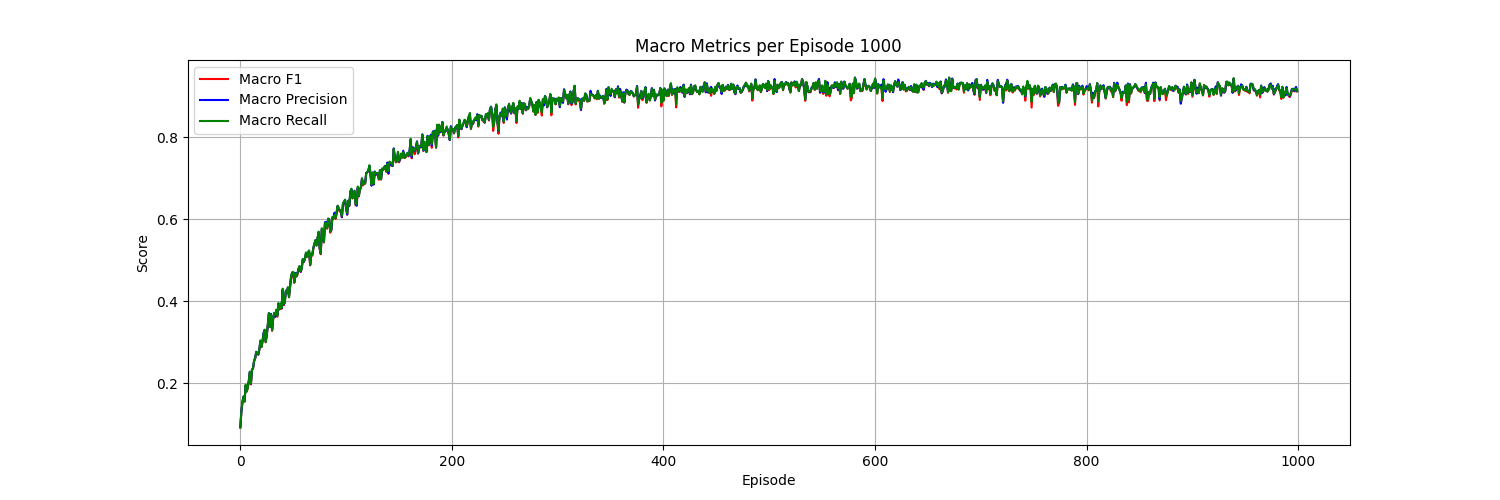 Macro Metrics per Episode 1000
Macro F1
Macro Precision
Macro Recall
Score
0.8
0.6
0.4
0.2
0 200 400 600 800 1000
Episode